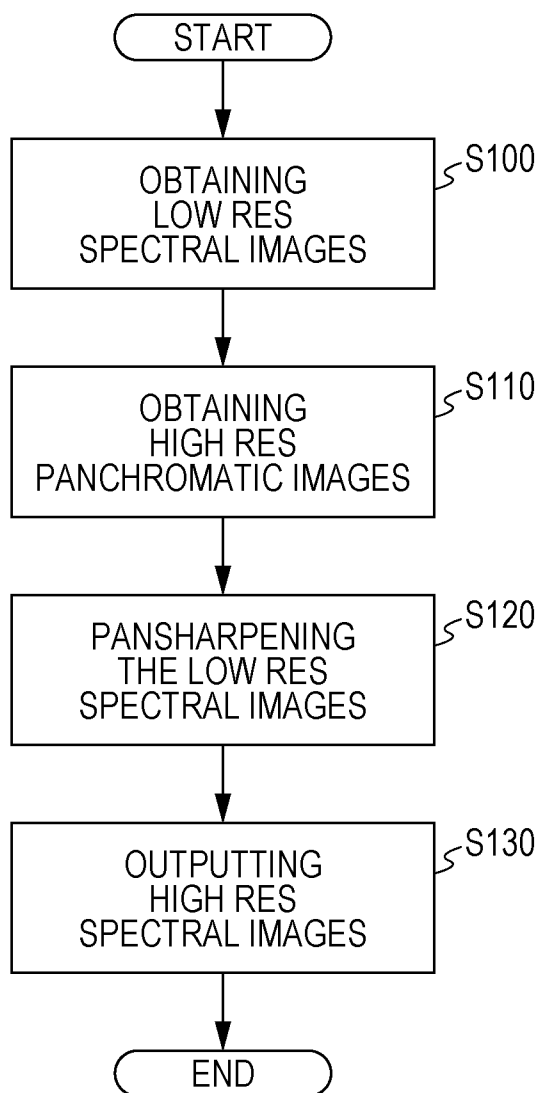 START
S100
OBTAINING
LOW RES
SPECTRAL IMAGES
S110
OBTAINING
HIGH RES
PANCHROMATIC IMAGES
S120
PANSHARPENING
THE LOW RES
SPECTRAL IMAGES
S130
OUTPUTTING
HIGH RES
SPECTRAL IMAGES
END